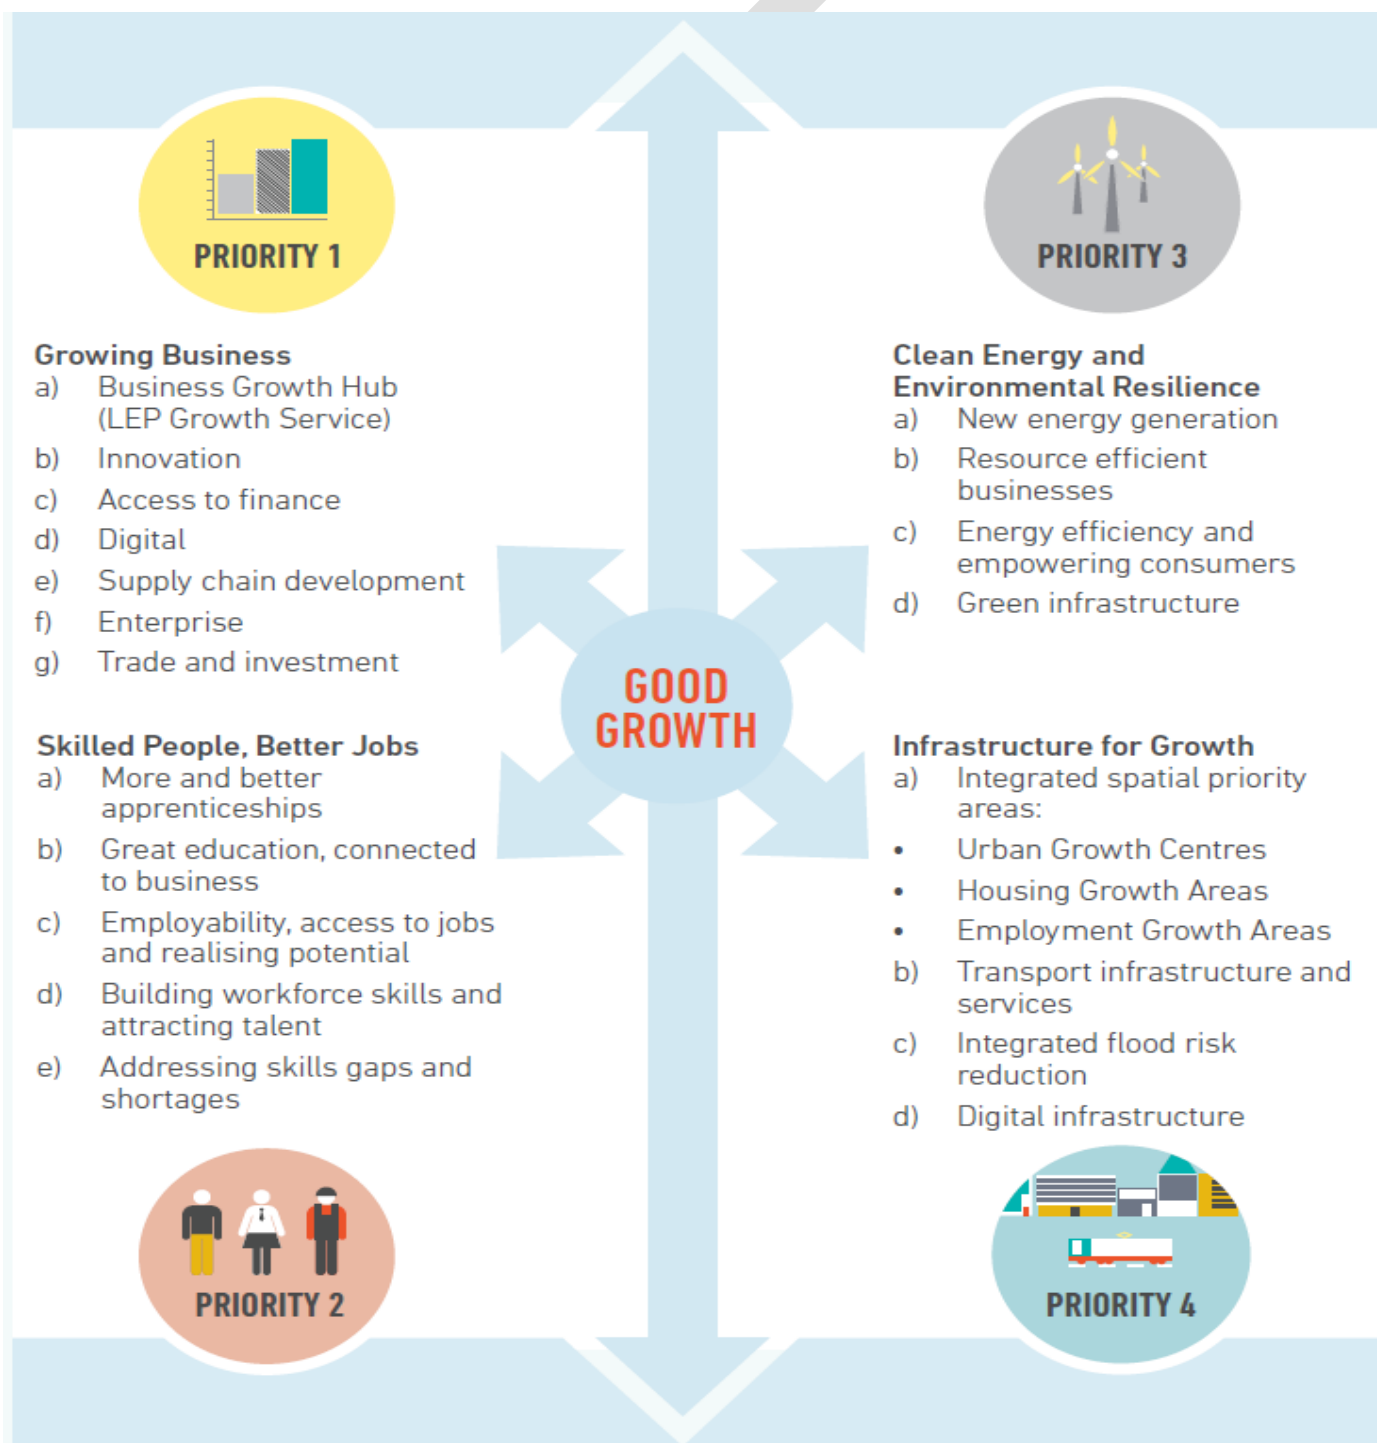 PRIORITY 1
Growing Business
a) Business Growth Hub
(LEP Growth Service)
b) Innovation
c) Access to finance
d) Digital
e) Supply chain development
f) Enterprise
g) Trade and investment
Skilled People, Better Jobs
a) More and better
apprenticeships
b) Great education, connected
to business
c) Employability, access to jobs
and realising potential
d) Building workforce skills and
attracting talent
e) Addressing skills gaps and
shortages
PRIORITY 2
GOOD
GROWTH
PRIORITY 3
Clean Energy and
Environmental Resilience
a) New energy generation
b) Resource efficient
businesses
c) Energy efficiency and
empowering consumers
d) Green infrastructure
Infrastructure for Growth
a) Integrated spatial priority
areas:
• Urban Growth Centres
• Housing Growth Areas
• Employment Growth Areas
b) Transport infrastructure and
services
c) Integrated flood risk
reduction
d) Digital infrastructure
PRIORITY 4